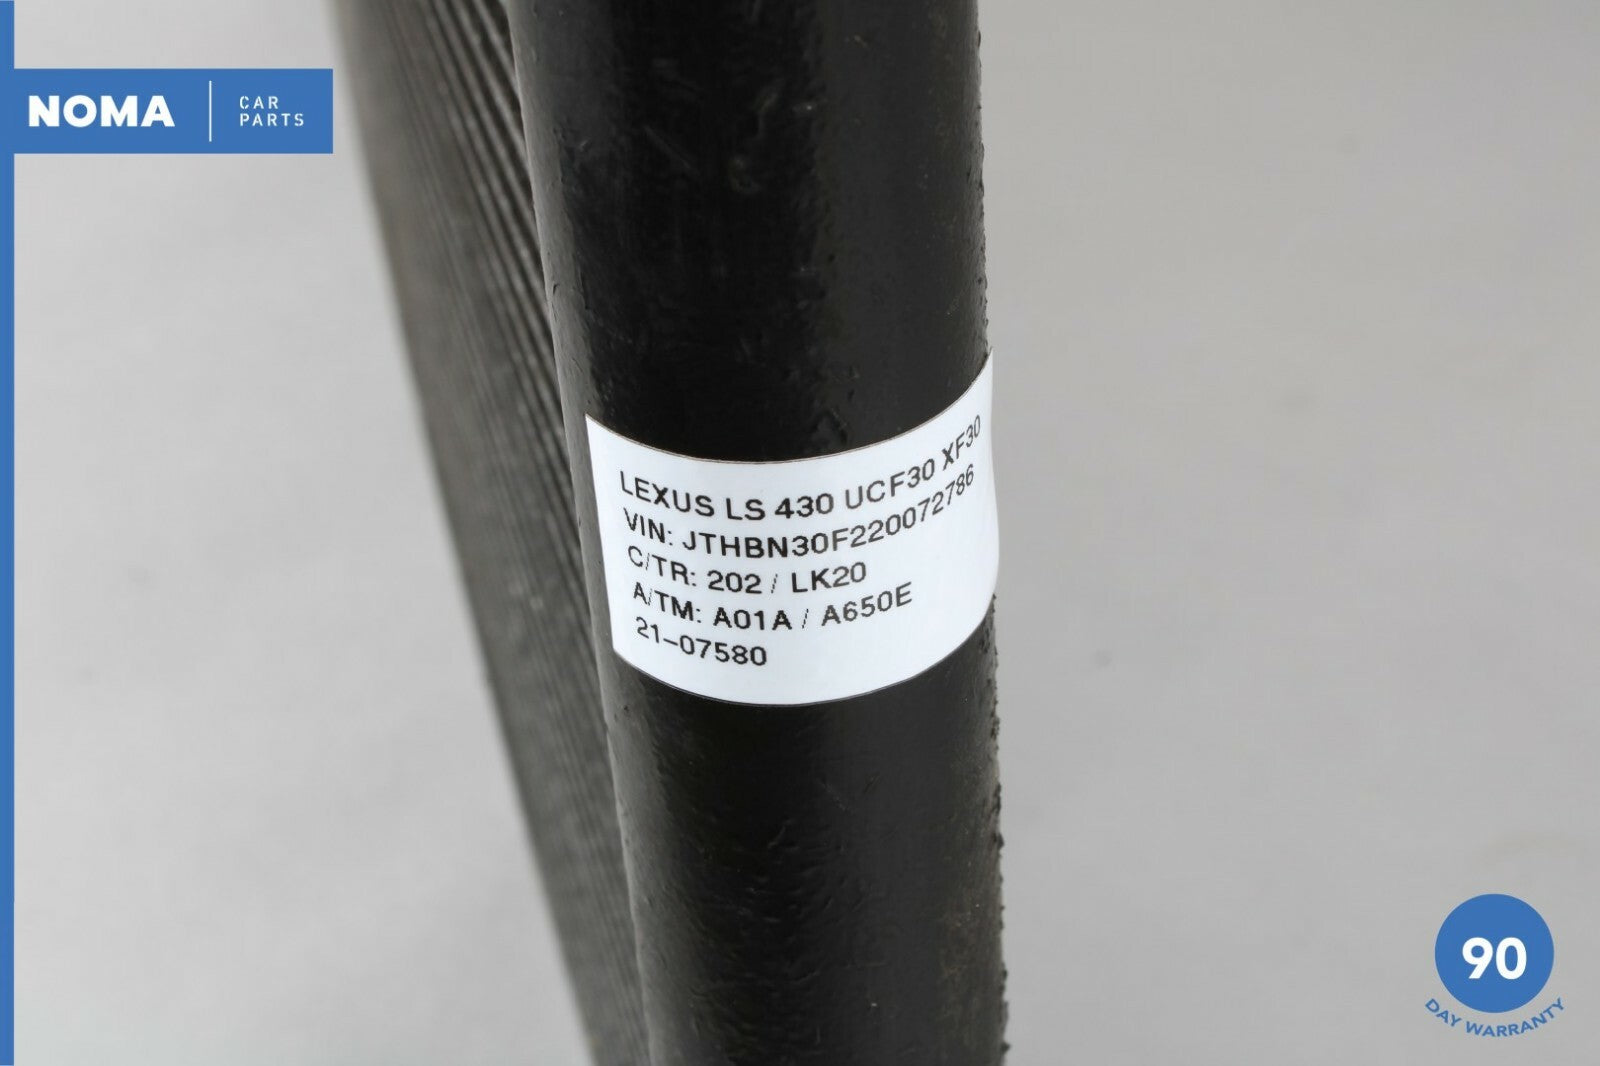 NOMA
CAR
PARTS
LEXUS LS 430 UCF30 XF30
VIN: JTHBN30F220072786
C/TR: 202 / LK20
A/TM: A01A / A650E
21-07580
90
DAY WARRANTY